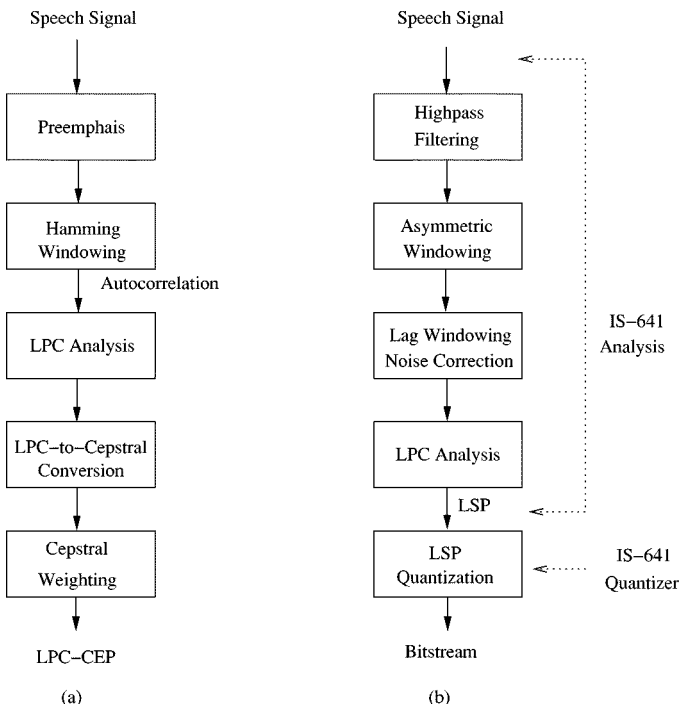 Speech Signal
Preemphais
Hamming
Windowing
Autocorrelation
LPC Analysis
LPC−to−Cepstral
Conversion
Cepstral
Weighting
LPC−CEP
(a)
Speech Signal
Highpass
Filtering
Asymmetric
Windowing
Lag Windowing
Noise Correction
LPC Analysis
LSP
LSP
Quantization
Bitstream
(b)
IS−641
Analysis
IS−641
Quantizer